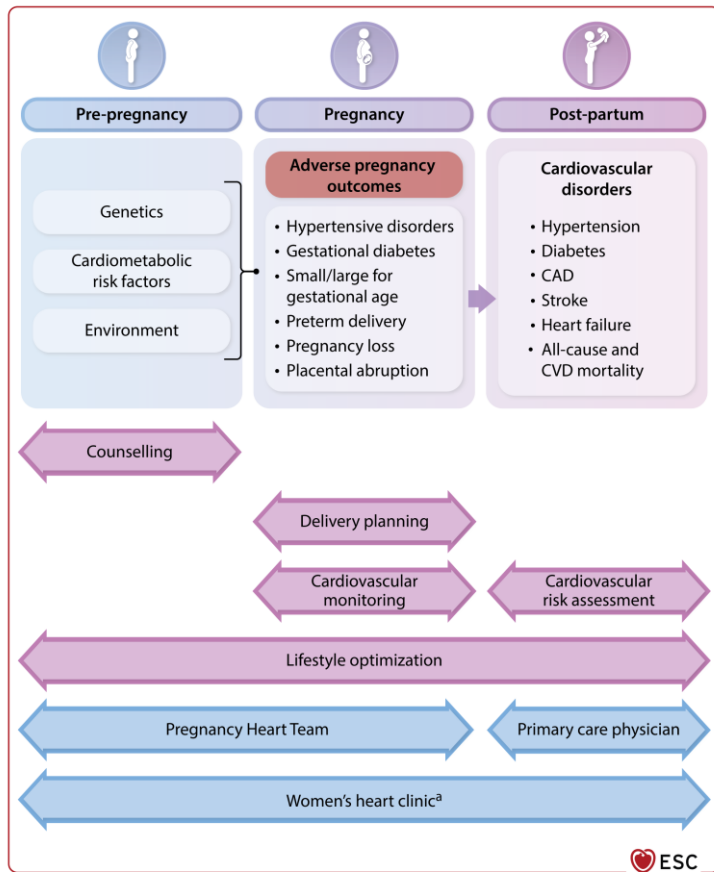 Pre-pregnancy
Pregnancy
Post-partum
Genetics
Cardiometabolic
risk factors
Environment
Adverse pregnancy
outcomes
• Hypertensive disorders
• Gestational diabetes
• Small/large for
gestational age
• Preterm delivery
• Pregnancy loss
• Placental abruption
Cardiovascular
disorders
• Hypertension
• Diabetes
• CAD
• Stroke
• Heart failure
• All-cause and
CVD mortality
Counselling
Delivery planning
Cardiovascular
monitoring
Cardiovascular
risk assessment
Lifestyle optimization
Pregnancy Heart Team
Primary care physician
Women’s heart clinicᵃ
ESC